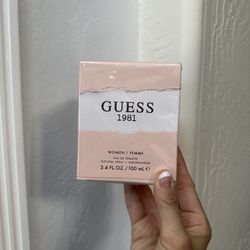 GUESS
1981
WOMEN / FEMME
EAU DE TOILETTE
NATURAL SPRAY / VAPORISATEUR
3.4 FL.OZ. / 100 mL ℮